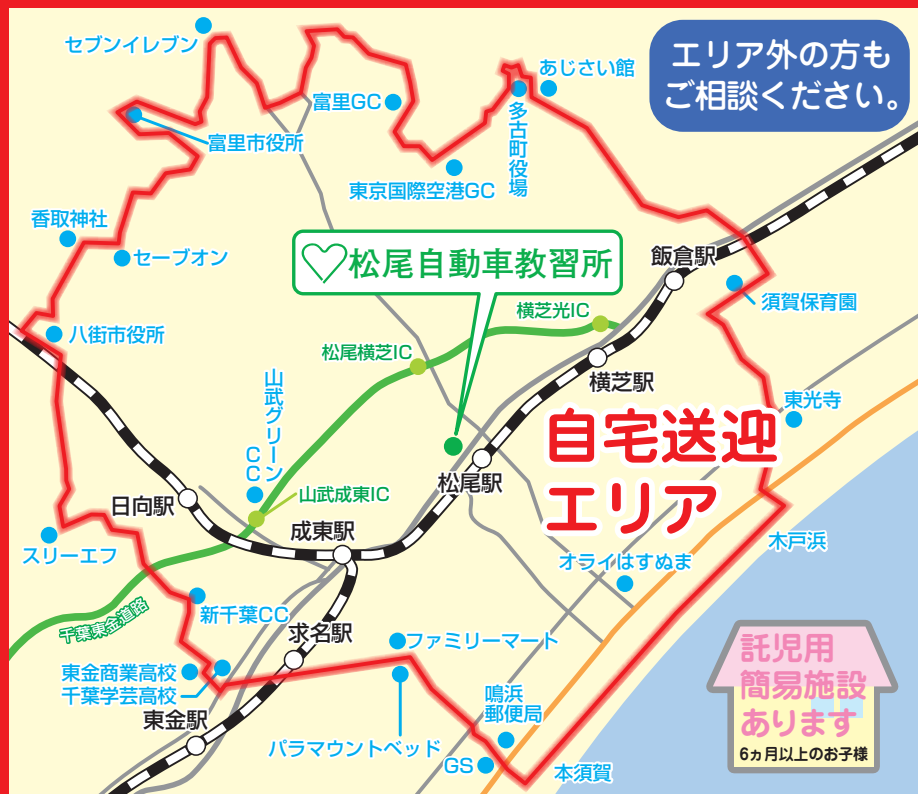 セブンイレブン
エリア外の方も
ご相談ください。
あじさい館
富里GC
多古町役場
富里市役所
東京国際空港GC
香取神社
セーブオン
松尾自動車教習所
飯倉駅
須賀保育園
横芝光IC
八街市役所
松尾横芝IC
横芝駅
山武グリーン
CC
東光寺
自宅送迎
エリア
松尾駅
日向駅
山武成東IC
成東駅
スリーエフ
木戸浜
オライはすぬま
新千葉CC
千葉東金道路
求名駅
ファミリーマート
東金商業高校
千葉学芸高校
東金駅
パラマウントベッド
鳴浜
郵便局
GS
本須賀
託児用
簡易施設
あります
6ヵ月以上のお子様